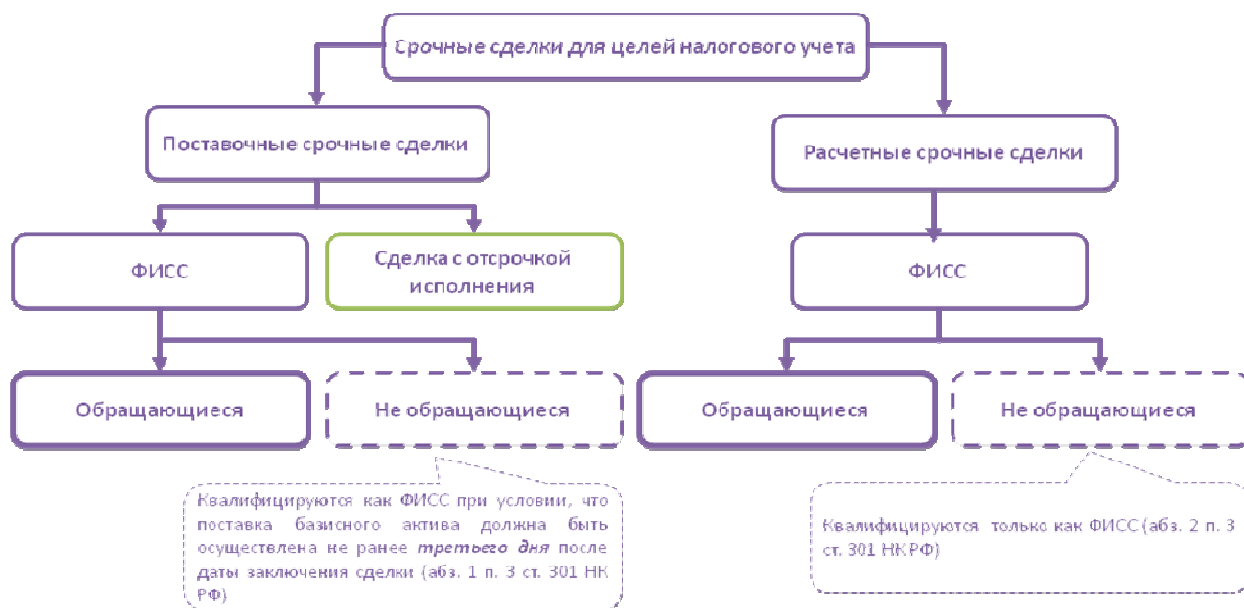 Срочные сделки для целей налогового учета
Поставочные срочные сделки
Расчетные срочные сделки
ФИСС
Сделка с отсрочкой
исполнения
ФИСС
Обращающиеся
Не обращающиеся
Обращающиеся
Не обращающиеся
Квалифицируются как ФИСС при условии, что
поставка базисного актива должна быть
осуществлена не ранее третьего дня после
даты заключения сделки (абз. 1 п. 3 ст. 301 НК
РФ)
Квалифицируются только как ФИСС (абз. 2 п. 3
ст. 301 НК РФ)